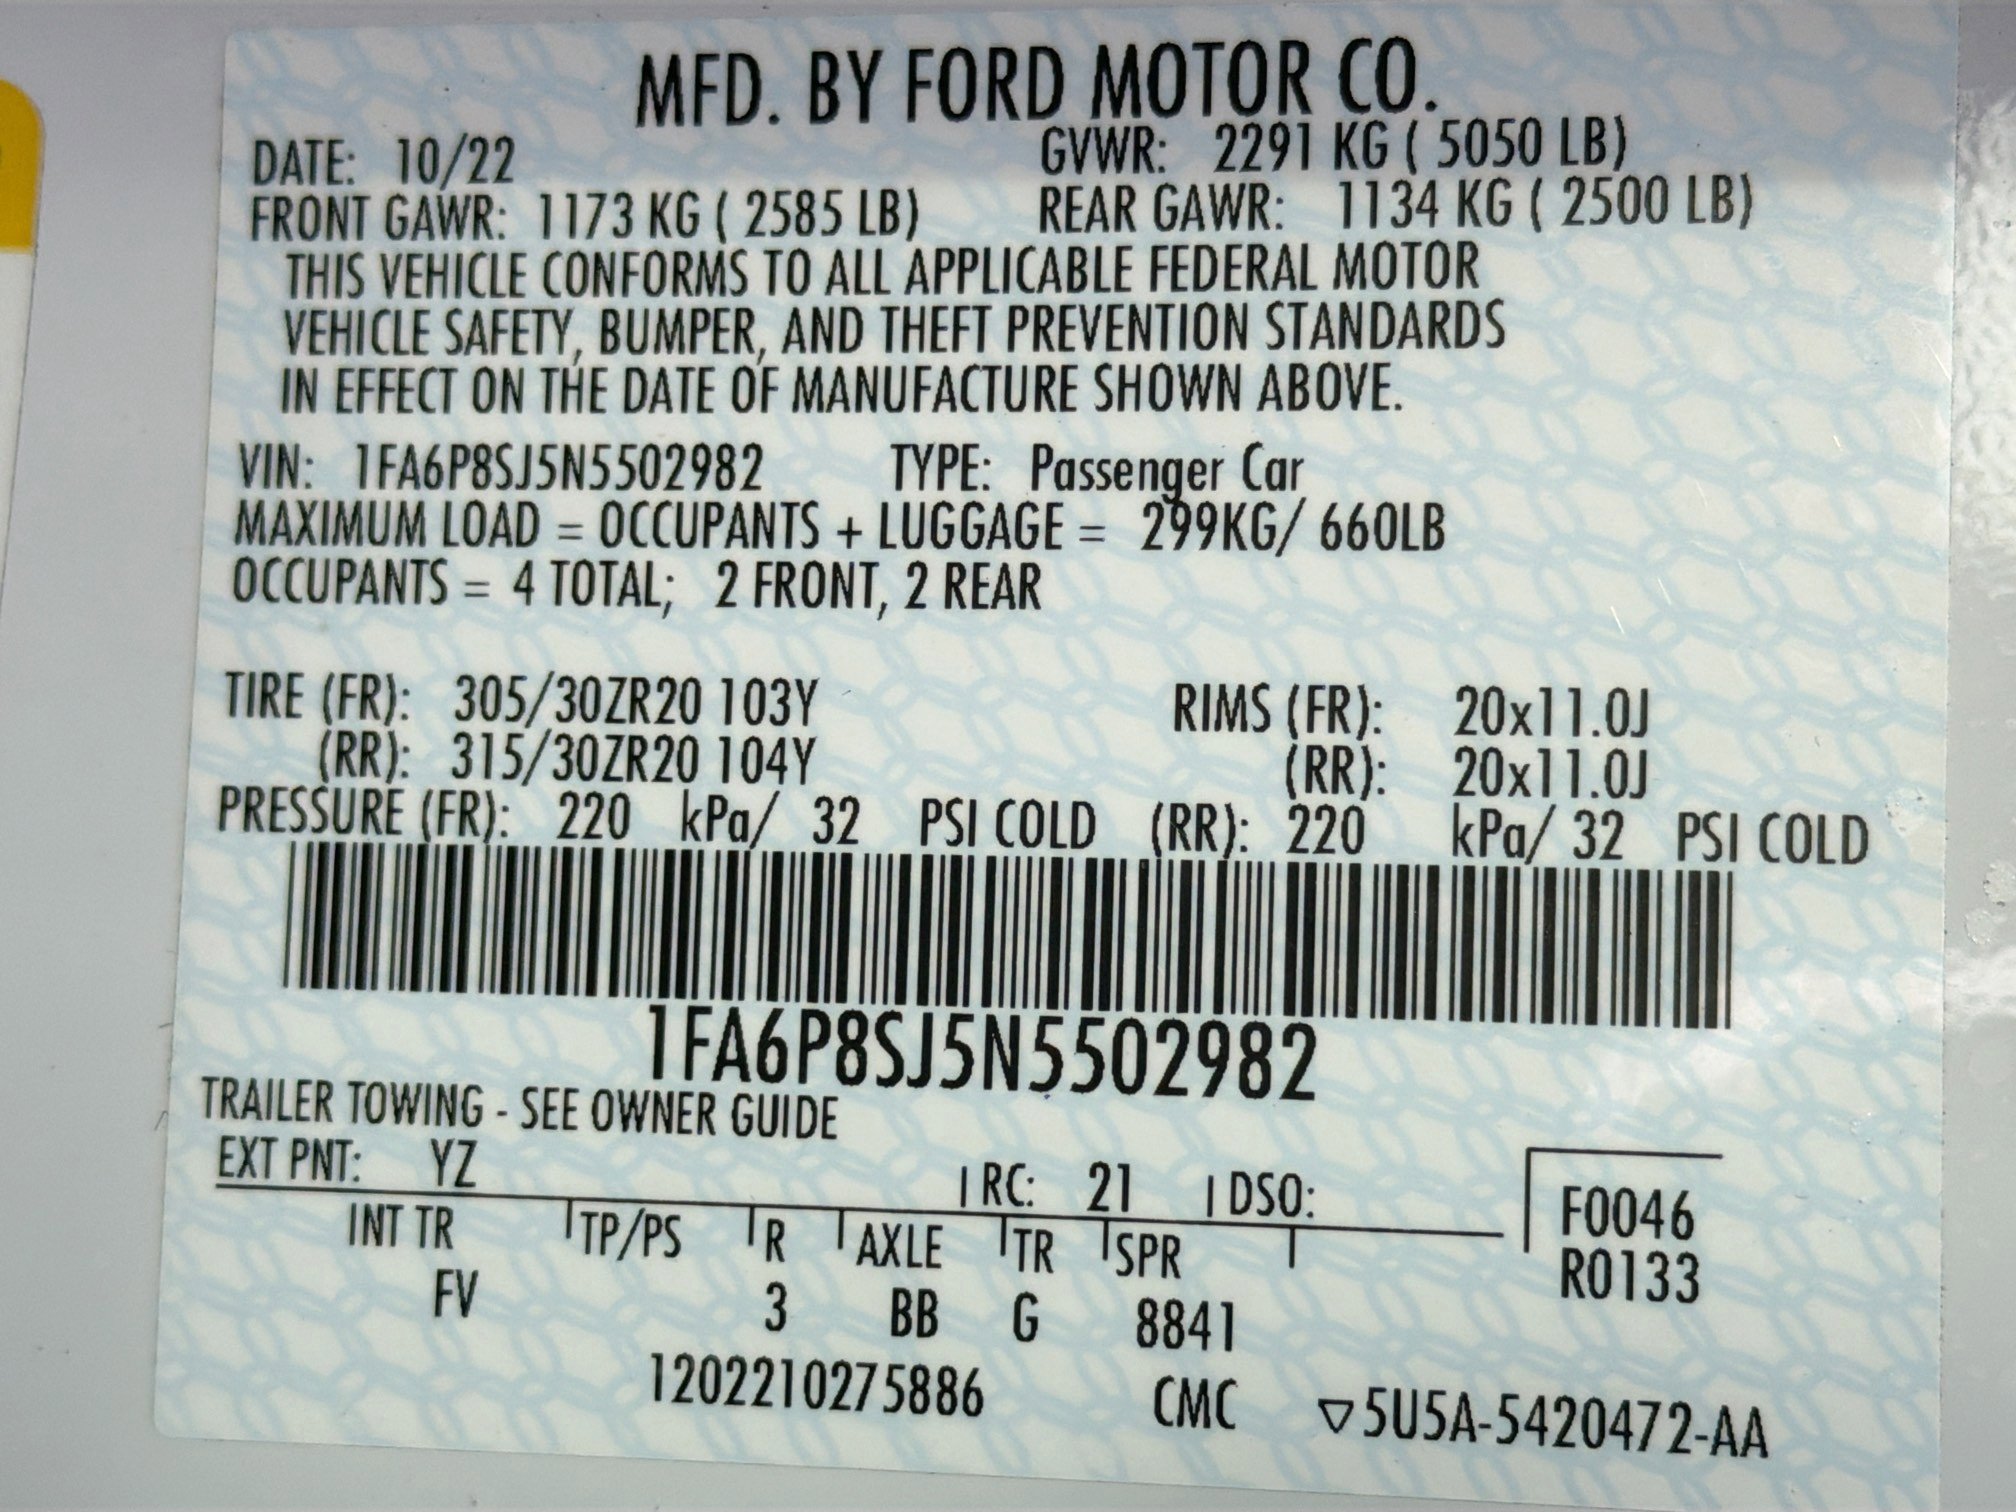 MFD. BY FORD MOTOR CO.
DATE: 10/22 GVWR: 2291 KG ( 5050 LB)
FRONT GAWR: 1173 KG ( 2585 LB) REAR GAWR: 1134 KG ( 2500 LB)
THIS VEHICLE CONFORMS TO ALL APPLICABLE FEDERAL MOTOR
VEHICLE SAFETY, BUMPER, AND THEFT PREVENTION STANDARDS
IN EFFECT ON THE DATE OF MANUFACTURE SHOWN ABOVE.
VIN: 1FA6P8SJ5N5502982 TYPE: Passenger Car
MAXIMUM LOAD = OCCUPANTS + LUGGAGE = 299KG/ 660LB
OCCUPANTS = 4 TOTAL; 2 FRONT, 2 REAR
TIRE (FR): 305/30ZR20 103Y RIMS (FR): 20x11.0J
(RR): 315/30ZR20 104Y (RR): 20x11.0J
PRESSURE (FR): 220 kPa/ 32 PSI COLD (RR): 220 kPa/ 32 PSI COLD
1FA6P8SJ5N5502982
TRAILER TOWING - SEE OWNER GUIDE
EXT PNT: YZ RC: 21 DSO: F0046
INT TR TP/PS R AXLE TR SPR R0133
FV 3 BB G 8841
1202210275886 CMC ▽5U5A-5420472-AA